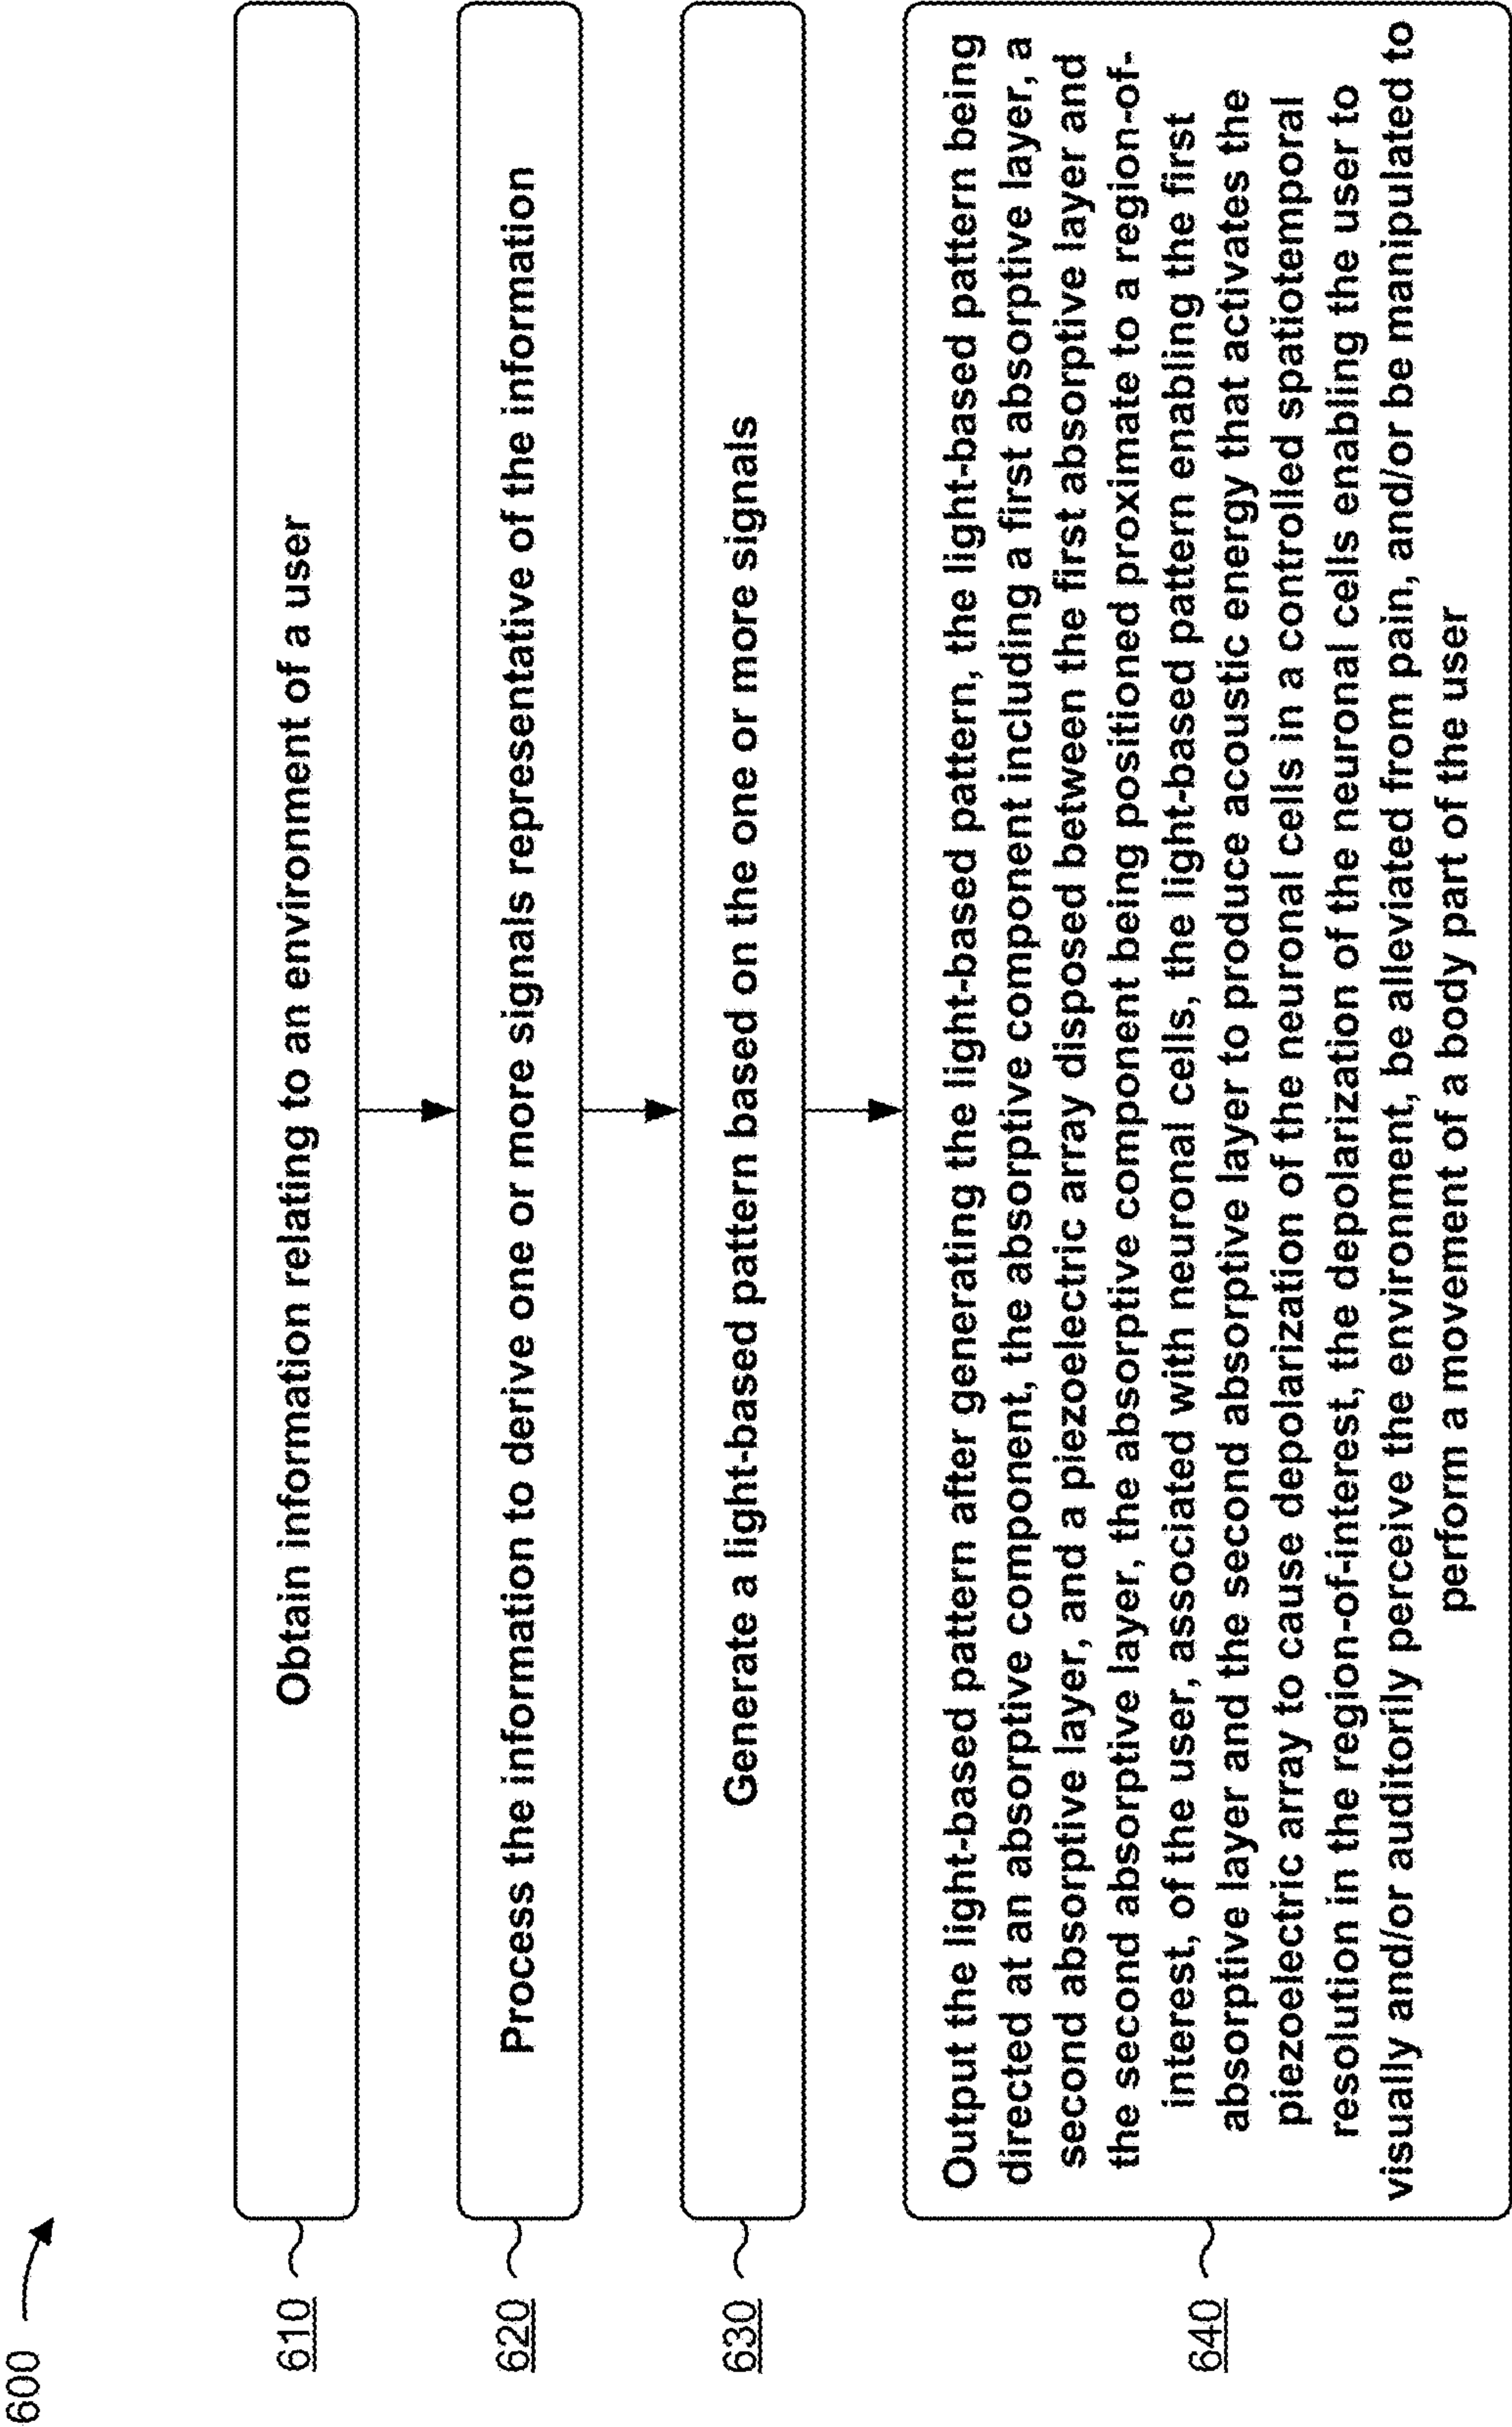 600
610
Obtain information relating to an environment of a user
620
Process the information to derive one or more signals representative of the information
630
Generate a light-based pattern based on the one or more signals
640
Output the light-based pattern after generating the light-based pattern, the light-based pattern being
directed at an absorptive component, the absorptive component including a first absorptive layer, a
second absorptive layer, and a piezoelectric array disposed between the first absorptive layer and
the second absorptive layer, the absorptive component being positioned proximate to a region-of-
interest, of the user, associated with neuronal cells, the light-based pattern enabling the first
absorptive layer and the second absorptive layer to produce acoustic energy that activates the
piezoelectric array to cause depolarization of the neuronal cells in a controlled spatiotemporal
resolution in the region-of-interest, the depolarization of the neuronal cells enabling the user to
visually and/or auditorily perceive the environment, be alleviated from pain, and/or be manipulated to
perform a movement of a body part of the user